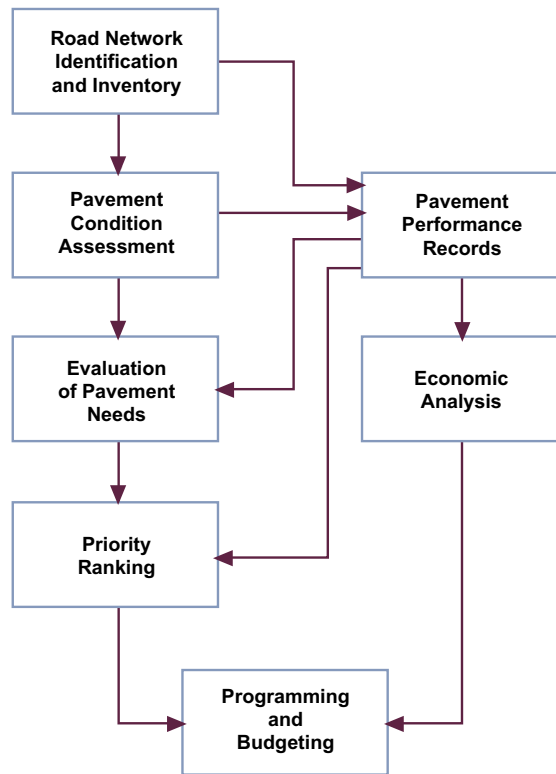 Road Network
Identification
and Inventory
Pavement
Condition
Assessment
Pavement
Performance
Records
Evaluation
of Pavement
Needs
Economic
Analysis
Priority
Ranking
Programming
and
Budgeting